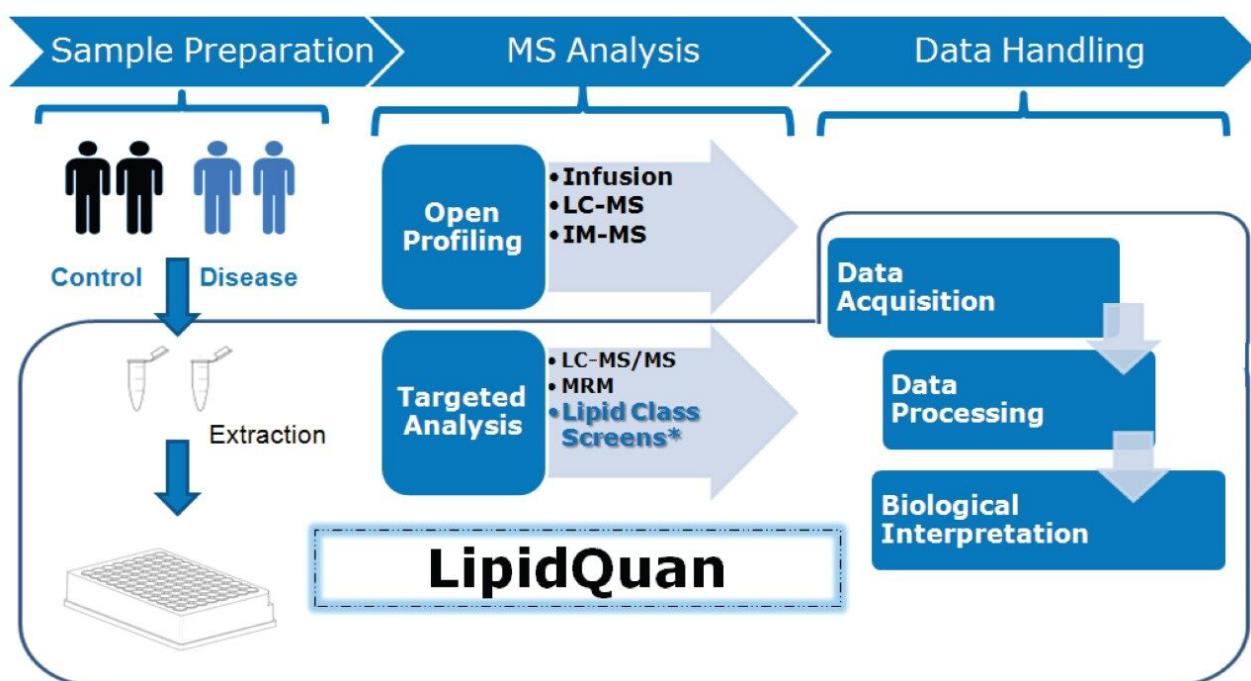 Sample Preparation
MS Analysis
Data Handling
Control
Disease
Extraction
Open
Profiling
•Infusion
•LC-MS
•IM-MS
Targeted
Analysis
•LC-MS/MS
•MRM
•Lipid Class
Screens*
LipidQuan
Data
Acquisition
Data
Processing
Biological
Interpretation